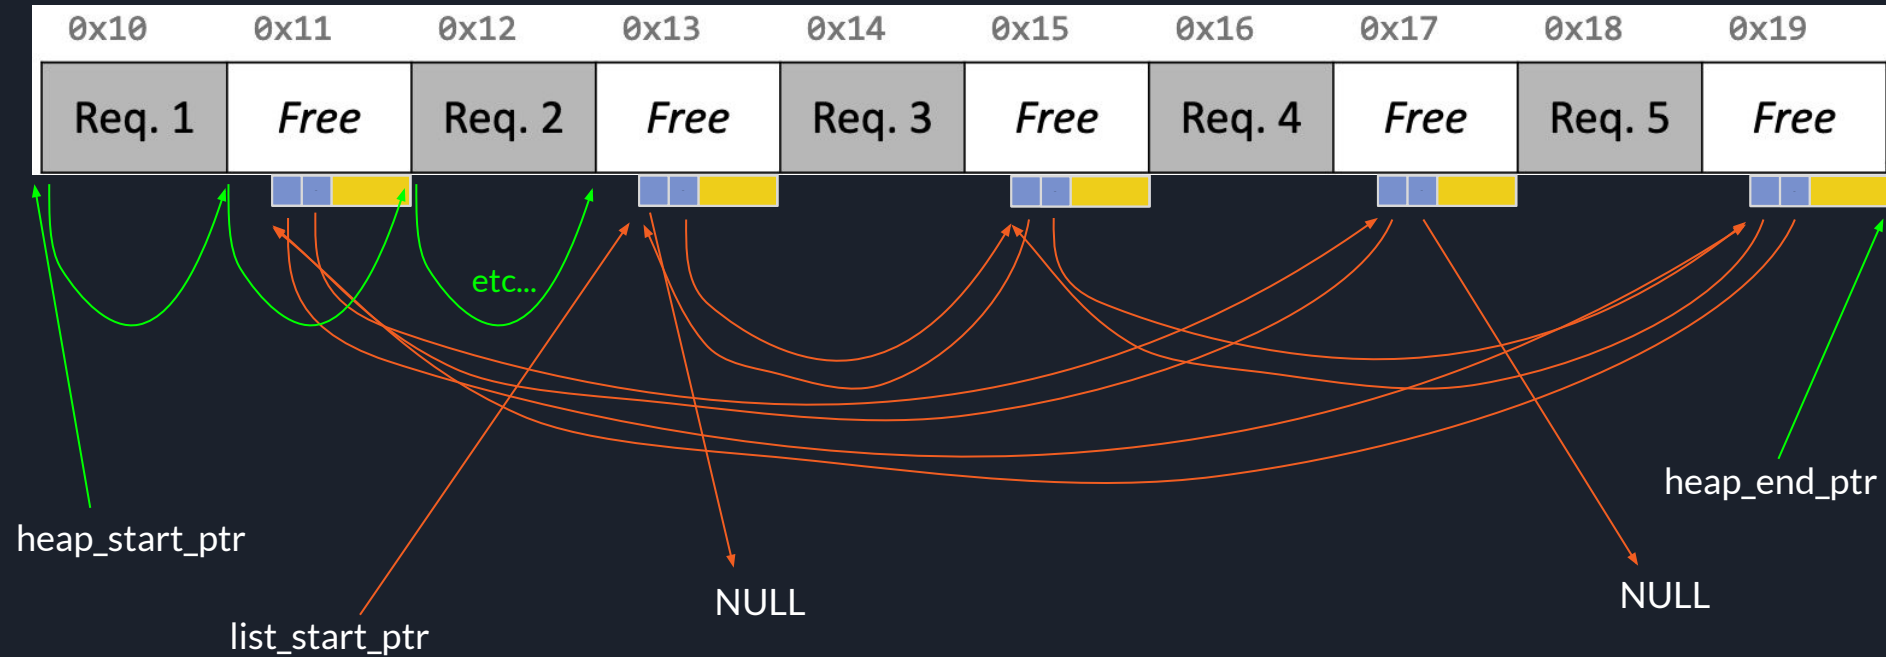 0x10 0x11 0x12 0x13 0x14 0x15 0x16 0x17 0x18 0x19
Req. 1 Free Req. 2 Free Req. 3 Free Req. 4 Free Req. 5 Free
etc...
heap_end_ptr
heap_start_ptr
NULL
NULL
list_start_ptr